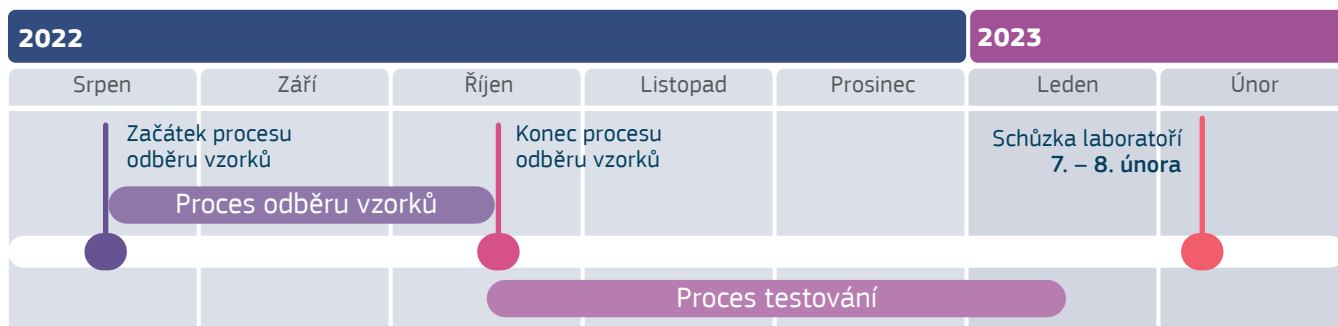 2022
2023
Srpen
Září
Říjen
Listopad
Prosinec
Leden
Únor
Začátek procesu
odběru vzorků
Konec procesu
odběru vzorků
Schůzka laboratoří
7. – 8. února
Proces odběru vzorků
Proces testování